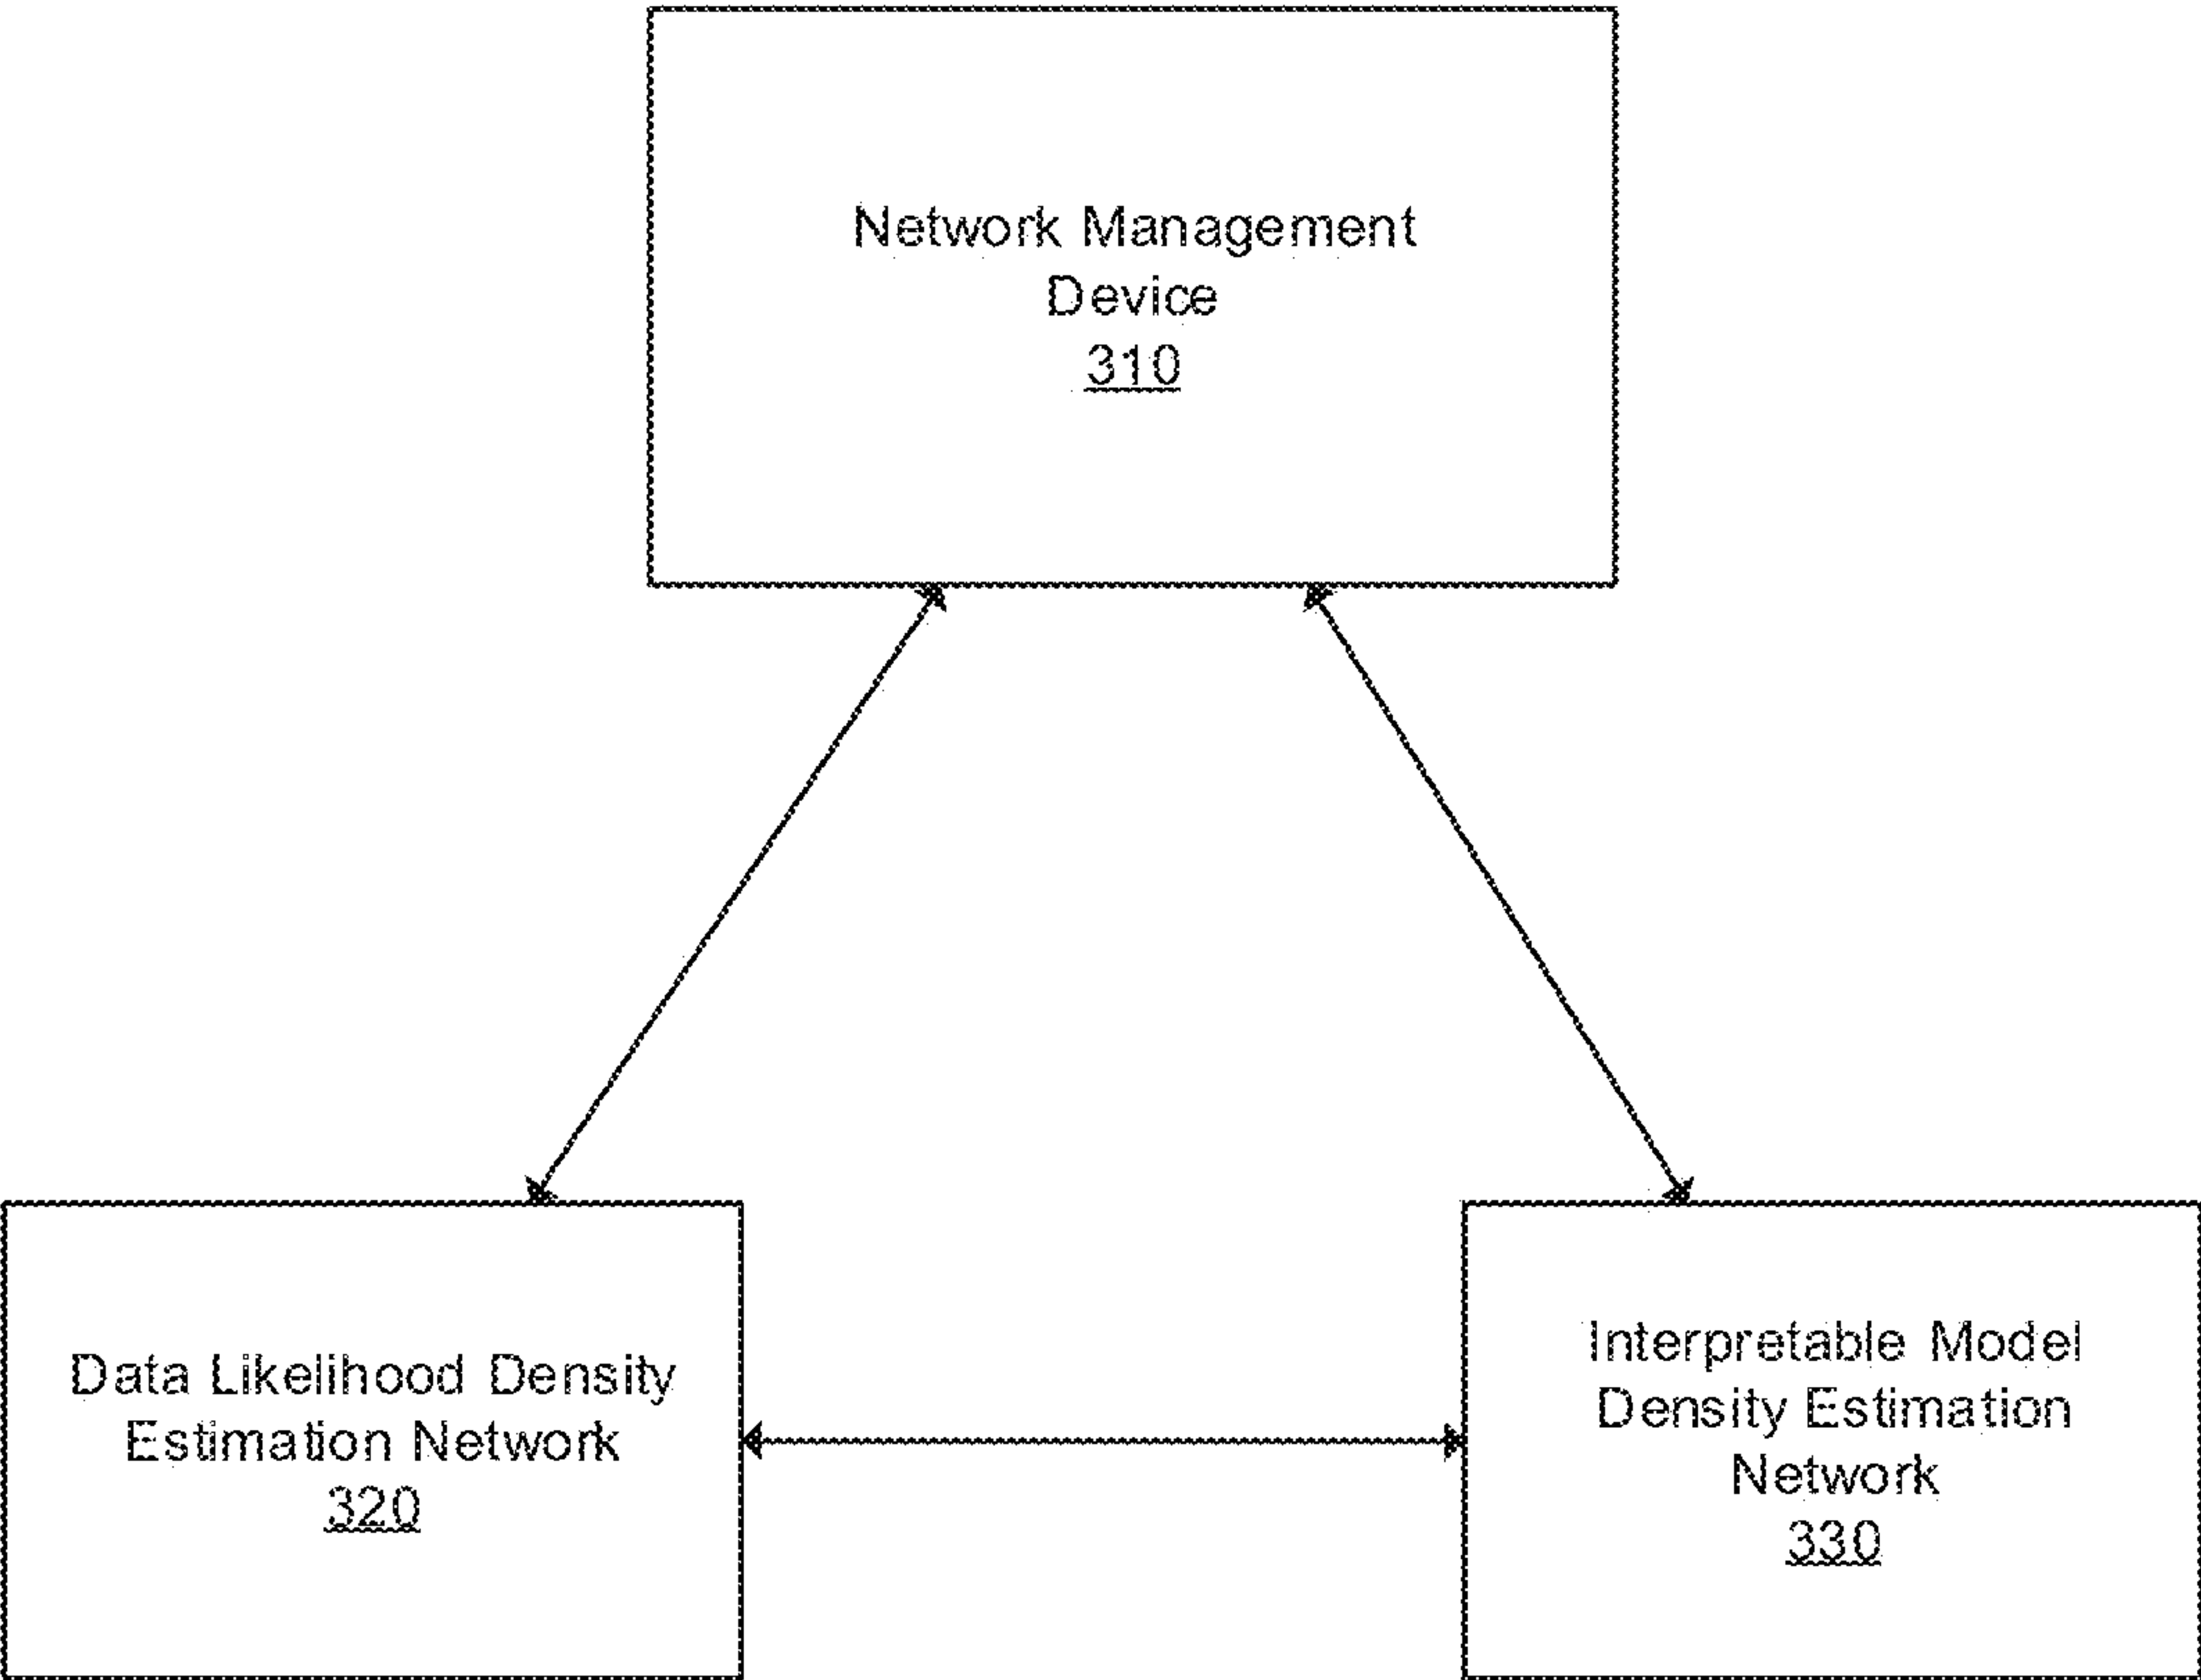 Network Management
Device
310
Data Likelihood Density
Estimation Network
320
Interpretable Model
Density Estimation
Network
330